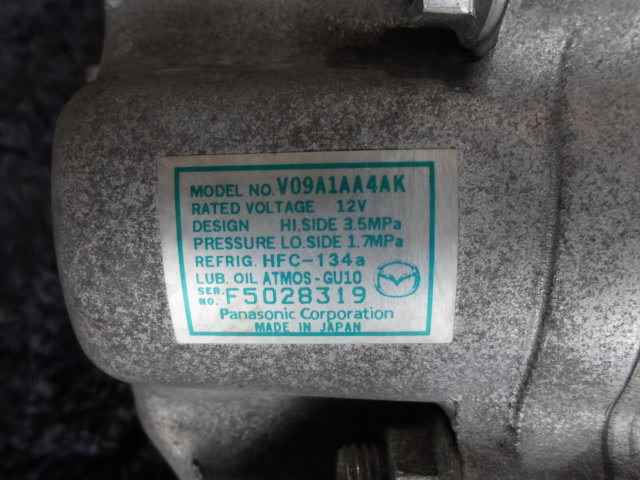 MODEL NO. V09A1AA4AK
RATED VOLTAGE 12V
DESIGN HI.SIDE 3.5MPa
PRESSURE LO.SIDE 1.7MPa
REFRIG. HFC-134a
LUB. OIL ATMOS-GU10
SER. NO. F5028319
Panasonic Corporation
MADE IN JAPAN